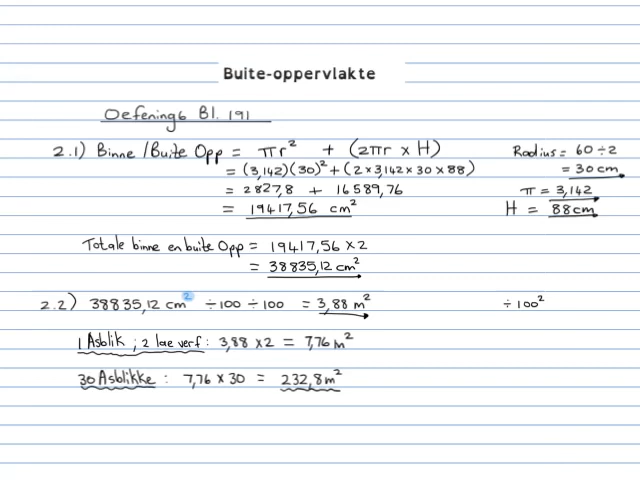 Buite-oppervlakte
Oefening 6 Bl. 191
2.1) Binne/Buite Opp = πr² + (2πr × H) Radius = 60 ÷ 2
= (3,142)(30)² + (2 × 3,142 × 30 × 88) = 30 cm
= 2827,8 + 16589,76 π = 3,142
= 19417,56 cm² H = 88cm
Totale binne en buite Opp = 19417,56 × 2
= 38835,12 cm²
2.2) 38835,12 cm² ÷100 ÷100 = 3,88 m² ÷100²
1 Asblik ; 2 lae verf : 3,88 × 2 = 7,76 m²
30 Asblikke : 7,76 × 30 = 232,8 m²